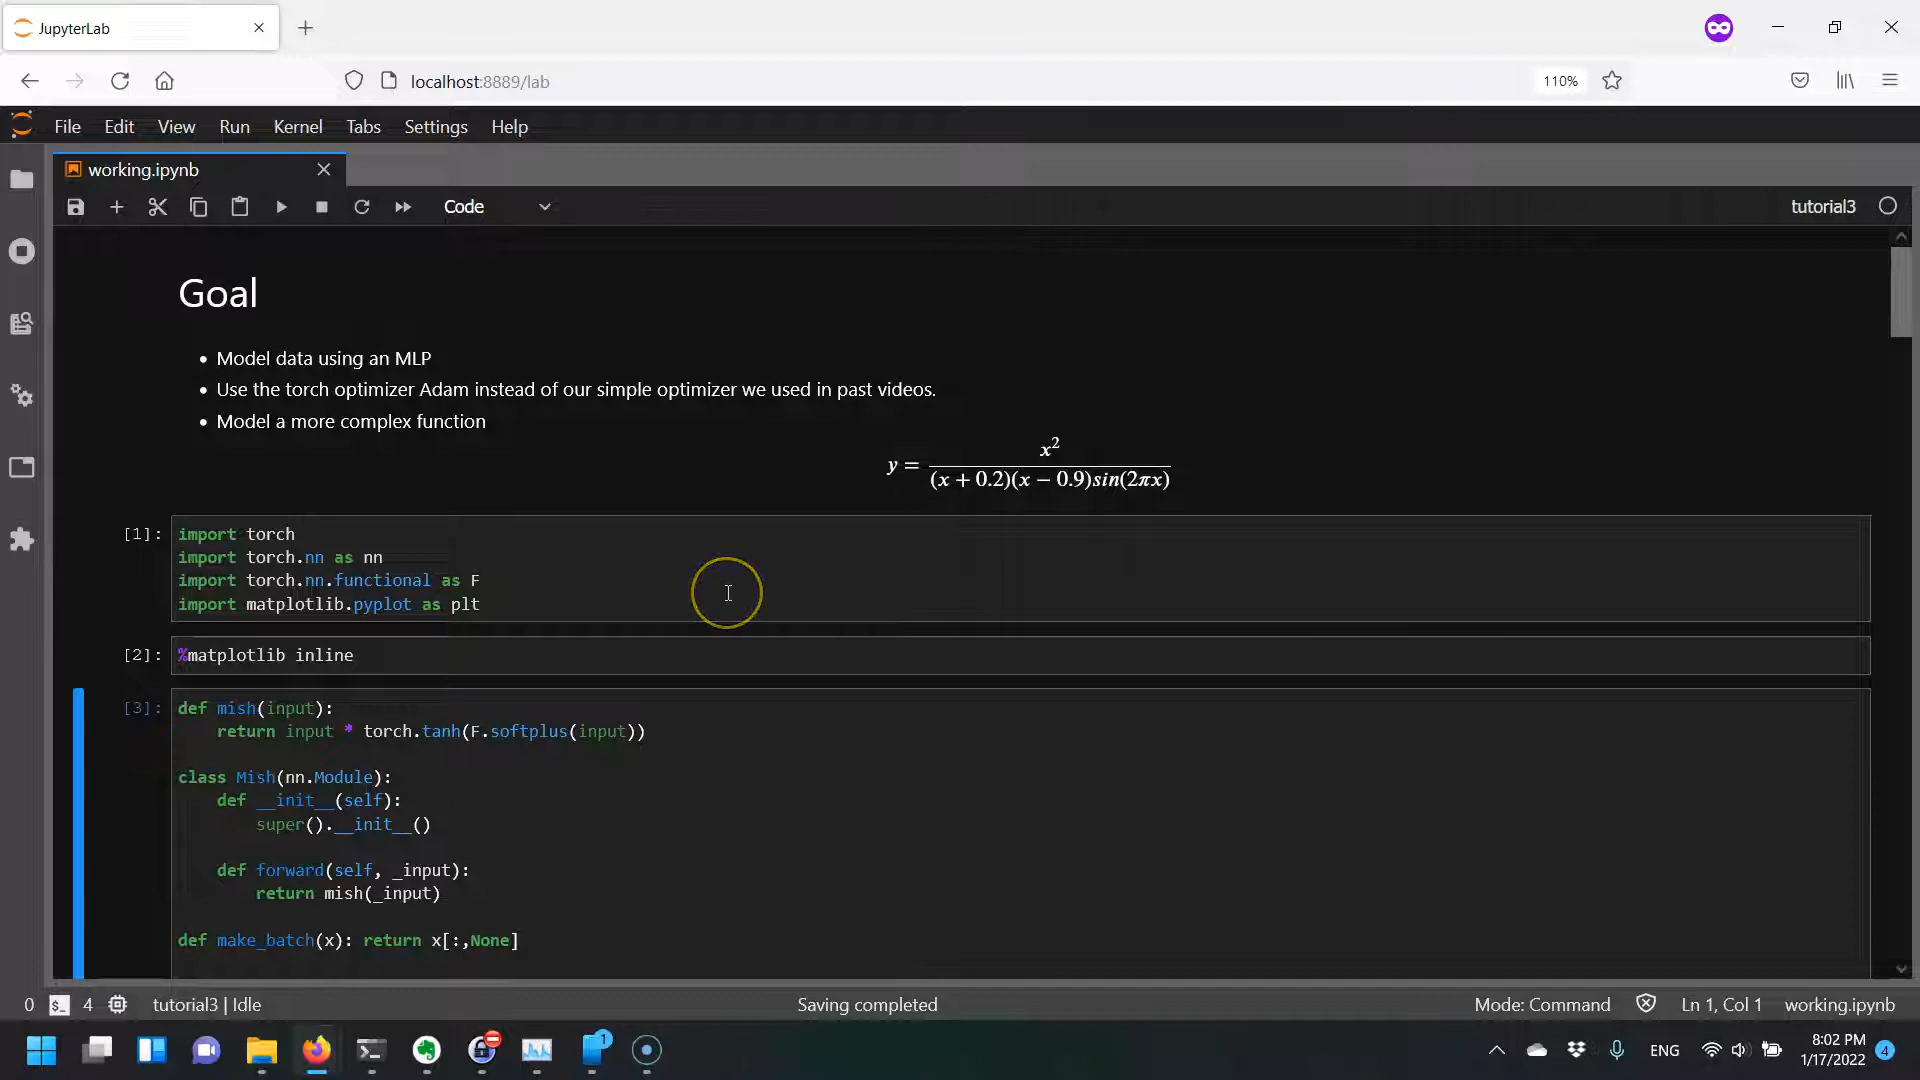 JupyterLab
localhost:8889/lab
110%
File Edit View Run Kernel Tabs Settings Help
working.ipynb
Code
tutorial3
Goal
• Model data using an MLP
• Use the torch optimizer Adam instead of our simple optimizer we used in past videos.
• Model a more complex function
y = x² / (x + 0.2)(x − 0.9)sin(2πx)
[1]: import torch
import torch.nn as nn
import torch.nn.functional as F
import matplotlib.pyplot as plt
[2]: %matplotlib inline
[3]: def mish(input):
return input * torch.tanh(F.softplus(input))
class Mish(nn.Module):
def __init__(self):
super().__init__()
def forward(self, _input):
return mish(_input)
def make_batch(x): return x[:,None]
0 $_ 4 tutorial3 | Idle Saving completed Mode: Command Ln 1, Col 1 working.ipynb
1
ENG
8:02 PM
1/17/2022
4